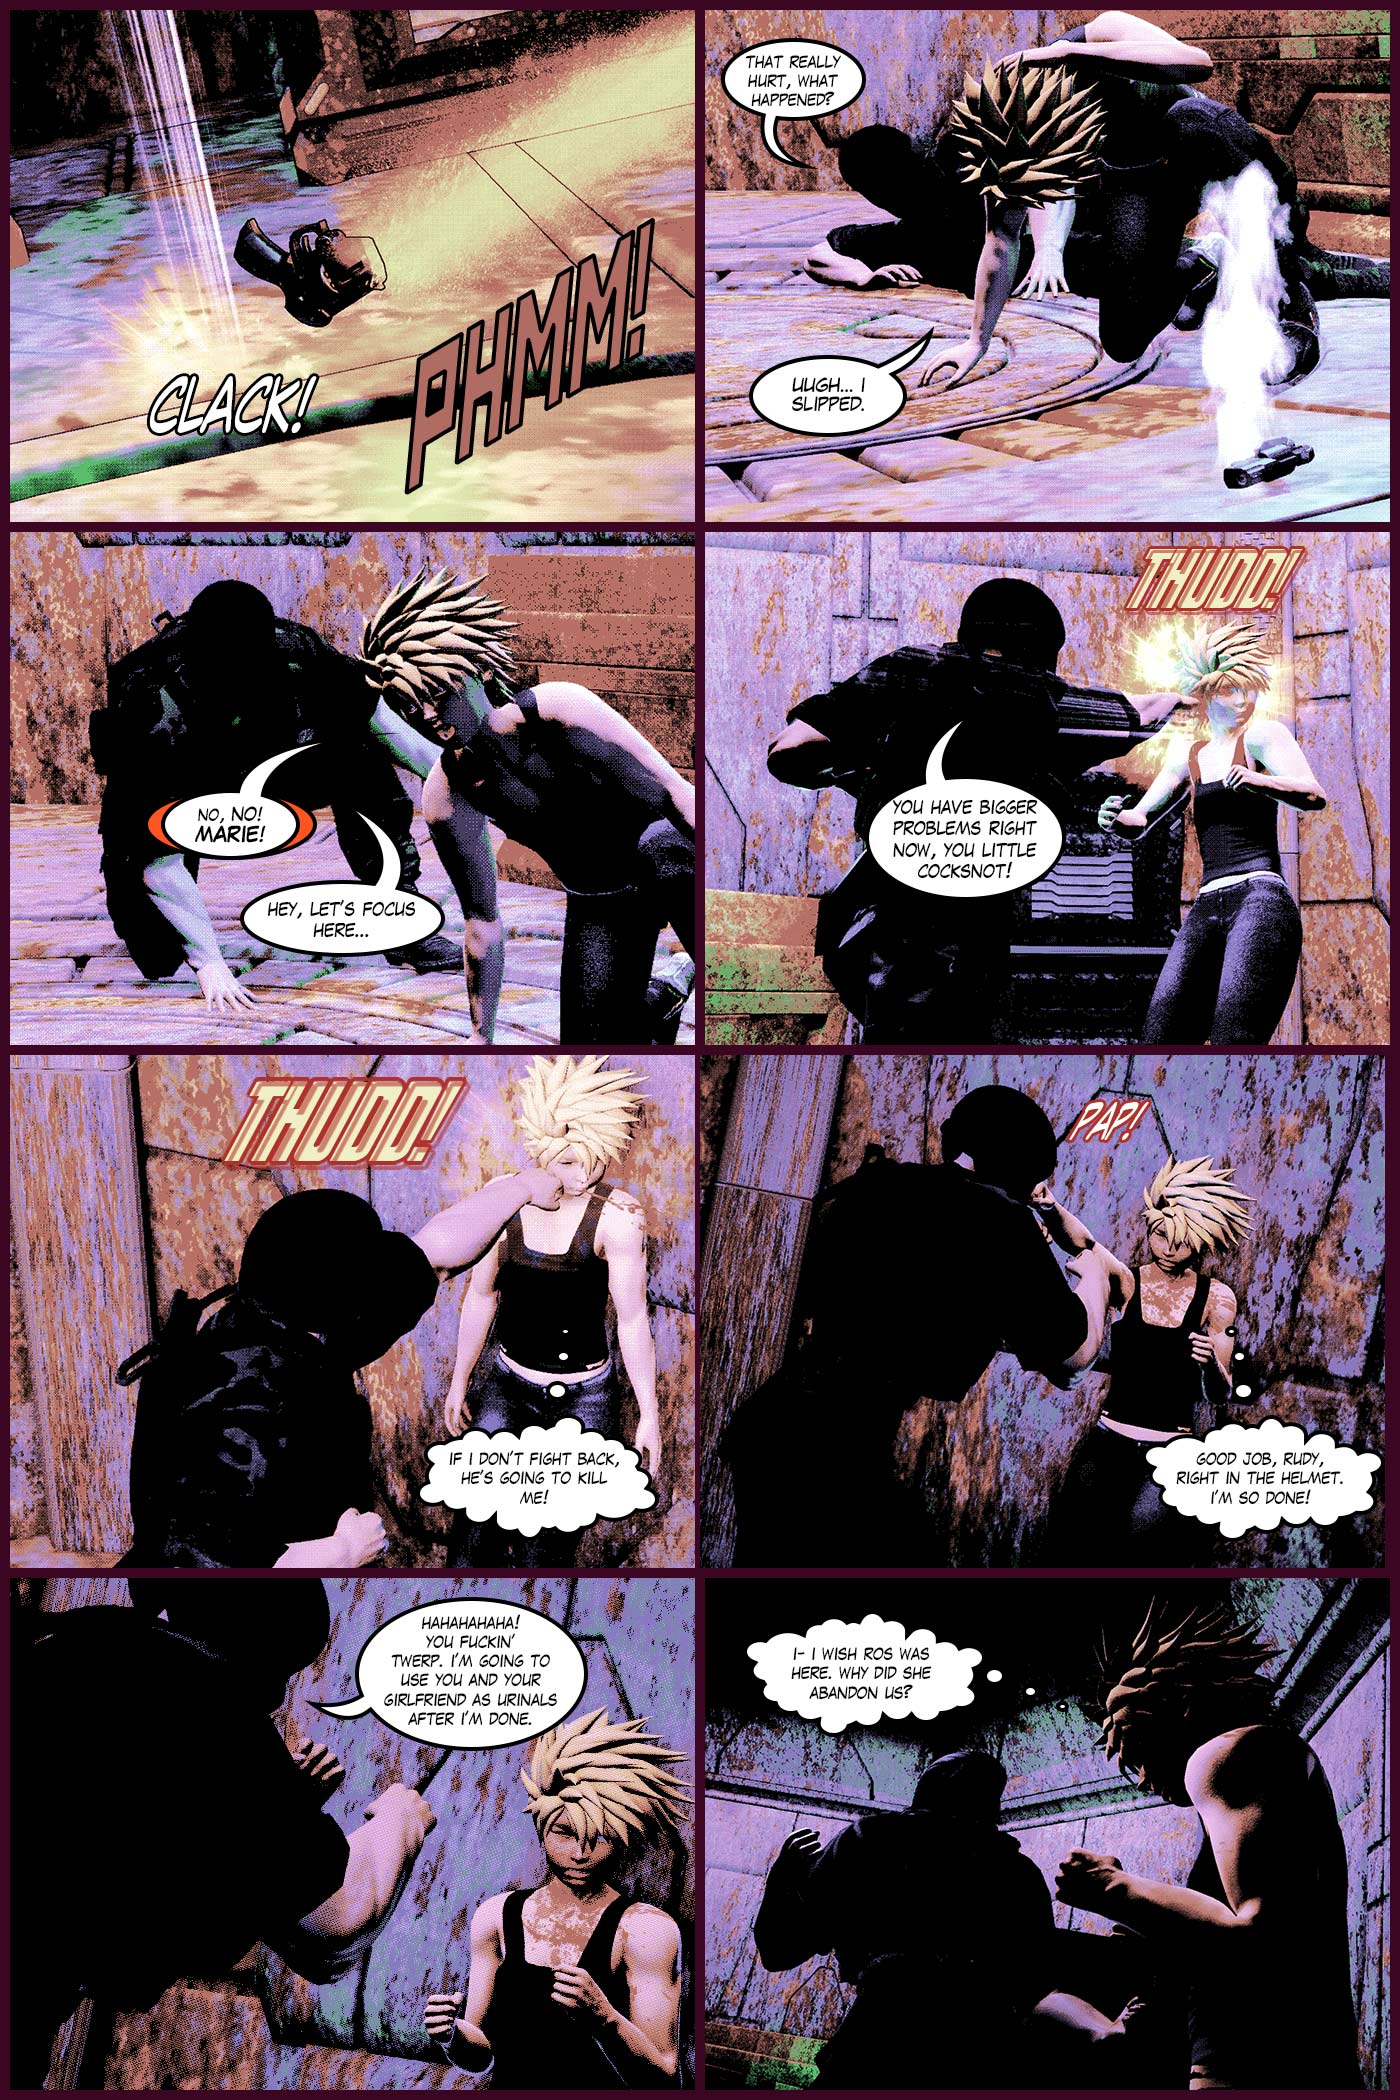 CLACK!
PHMM!
THAT REALLY
HURT, WHAT
HAPPENED?
UUGH... I
SLIPPED.
NO, NO!
MARIE!
HEY, LET'S FOCUS
HERE...
THUDD!
YOU HAVE BIGGER
PROBLEMS RIGHT
NOW, YOU LITTLE
COCKSNOT!
THUDD!
IF I DON'T FIGHT BACK,
HE'S GOING TO KILL
ME!
PAP!
GOOD JOB, RUDY,
RIGHT IN THE HELMET.
I'M SO DONE!
HAHAHAHAHA!
YOU FUCKIN'
TWERP. I'M GOING TO
USE YOU AND YOUR
GIRLFRIEND AS URINALS
AFTER I'M DONE.
I- I WISH ROS WAS
HERE. WHY DID SHE
ABANDON US?